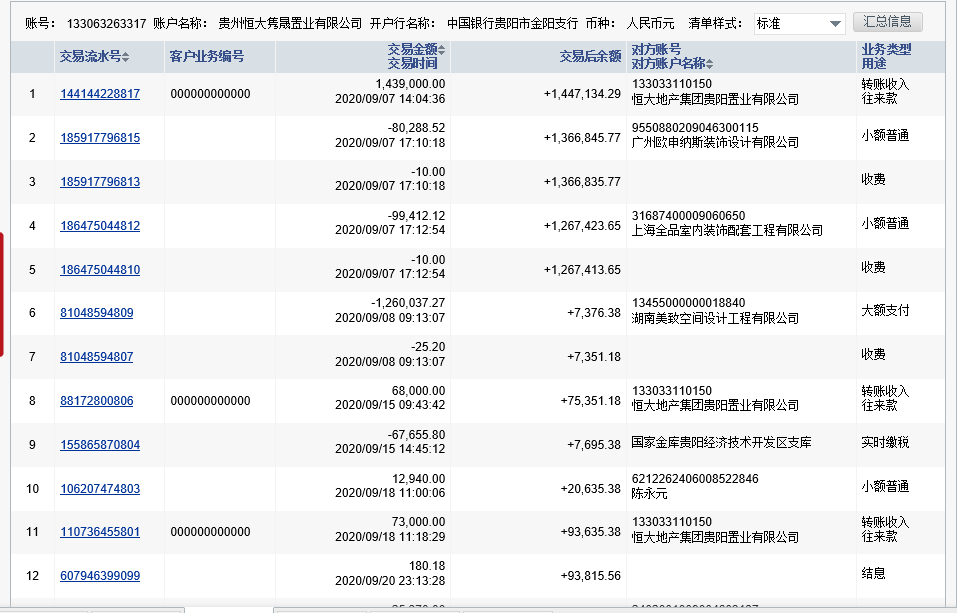 账号： 133063263317 账户名称： 贵州恒大隽晟置业有限公司 开户行名称： 中国银行贵阳市金阳支行 币种： 人民币元 清单样式： 标准 汇总信息
交易流水号 客户业务编号 交易金额 交易后余额 对方账号 业务类型
交易时间 对方账户名称 用途
1 144144228817 000000000000 1,439,000.00 +1,447,134.29 133033110150 转账收入
2020/09/07 14:04:36 恒大地产集团贵阳置业有限公司 往来款
2 185917796815 -80,288.52 +1,366,845.77 9550880209046300115 小额普通
2020/09/07 17:10:18 广州欧申纳斯装饰设计有限公司
3 185917796813 -10.00 +1,366,835.77 收费
2020/09/07 17:10:18
4 186475044812 -99,412.12 +1,267,423.65 31687400009060650 小额普通
2020/09/07 17:12:54 上海全品室内装饰配套工程有限公司
5 186475044810 -10.00 +1,267,413.65 收费
2020/09/07 17:12:54
6 81048594809 -1,260,037.27 +7,376.38 13455000000018840 大额支付
2020/09/08 09:13:07 湖南美致空间设计工程有限公司
7 81048594807 -25.20 +7,351.18 收费
2020/09/08 09:13:07
8 88172800806 000000000000 68,000.00 +75,351.18 133033110150 转账收入
2020/09/15 09:43:42 恒大地产集团贵阳置业有限公司 往来款
9 155865870804 -67,655.80 +7,695.38 国家金库贵阳经济技术开发区支库 实时缴税
2020/09/15 14:45:12
10 106207474803 12,940.00 +20,635.38 6212262406008522846 小额普通
2020/09/18 11:00:06 陈永元
11 110736455801 000000000000 73,000.00 +93,635.38 133033110150 转账收入
2020/09/18 11:18:29 恒大地产集团贵阳置业有限公司 往来款
12 607946399099 180.18 +93,815.56 结息
2020/09/20 23:13:28